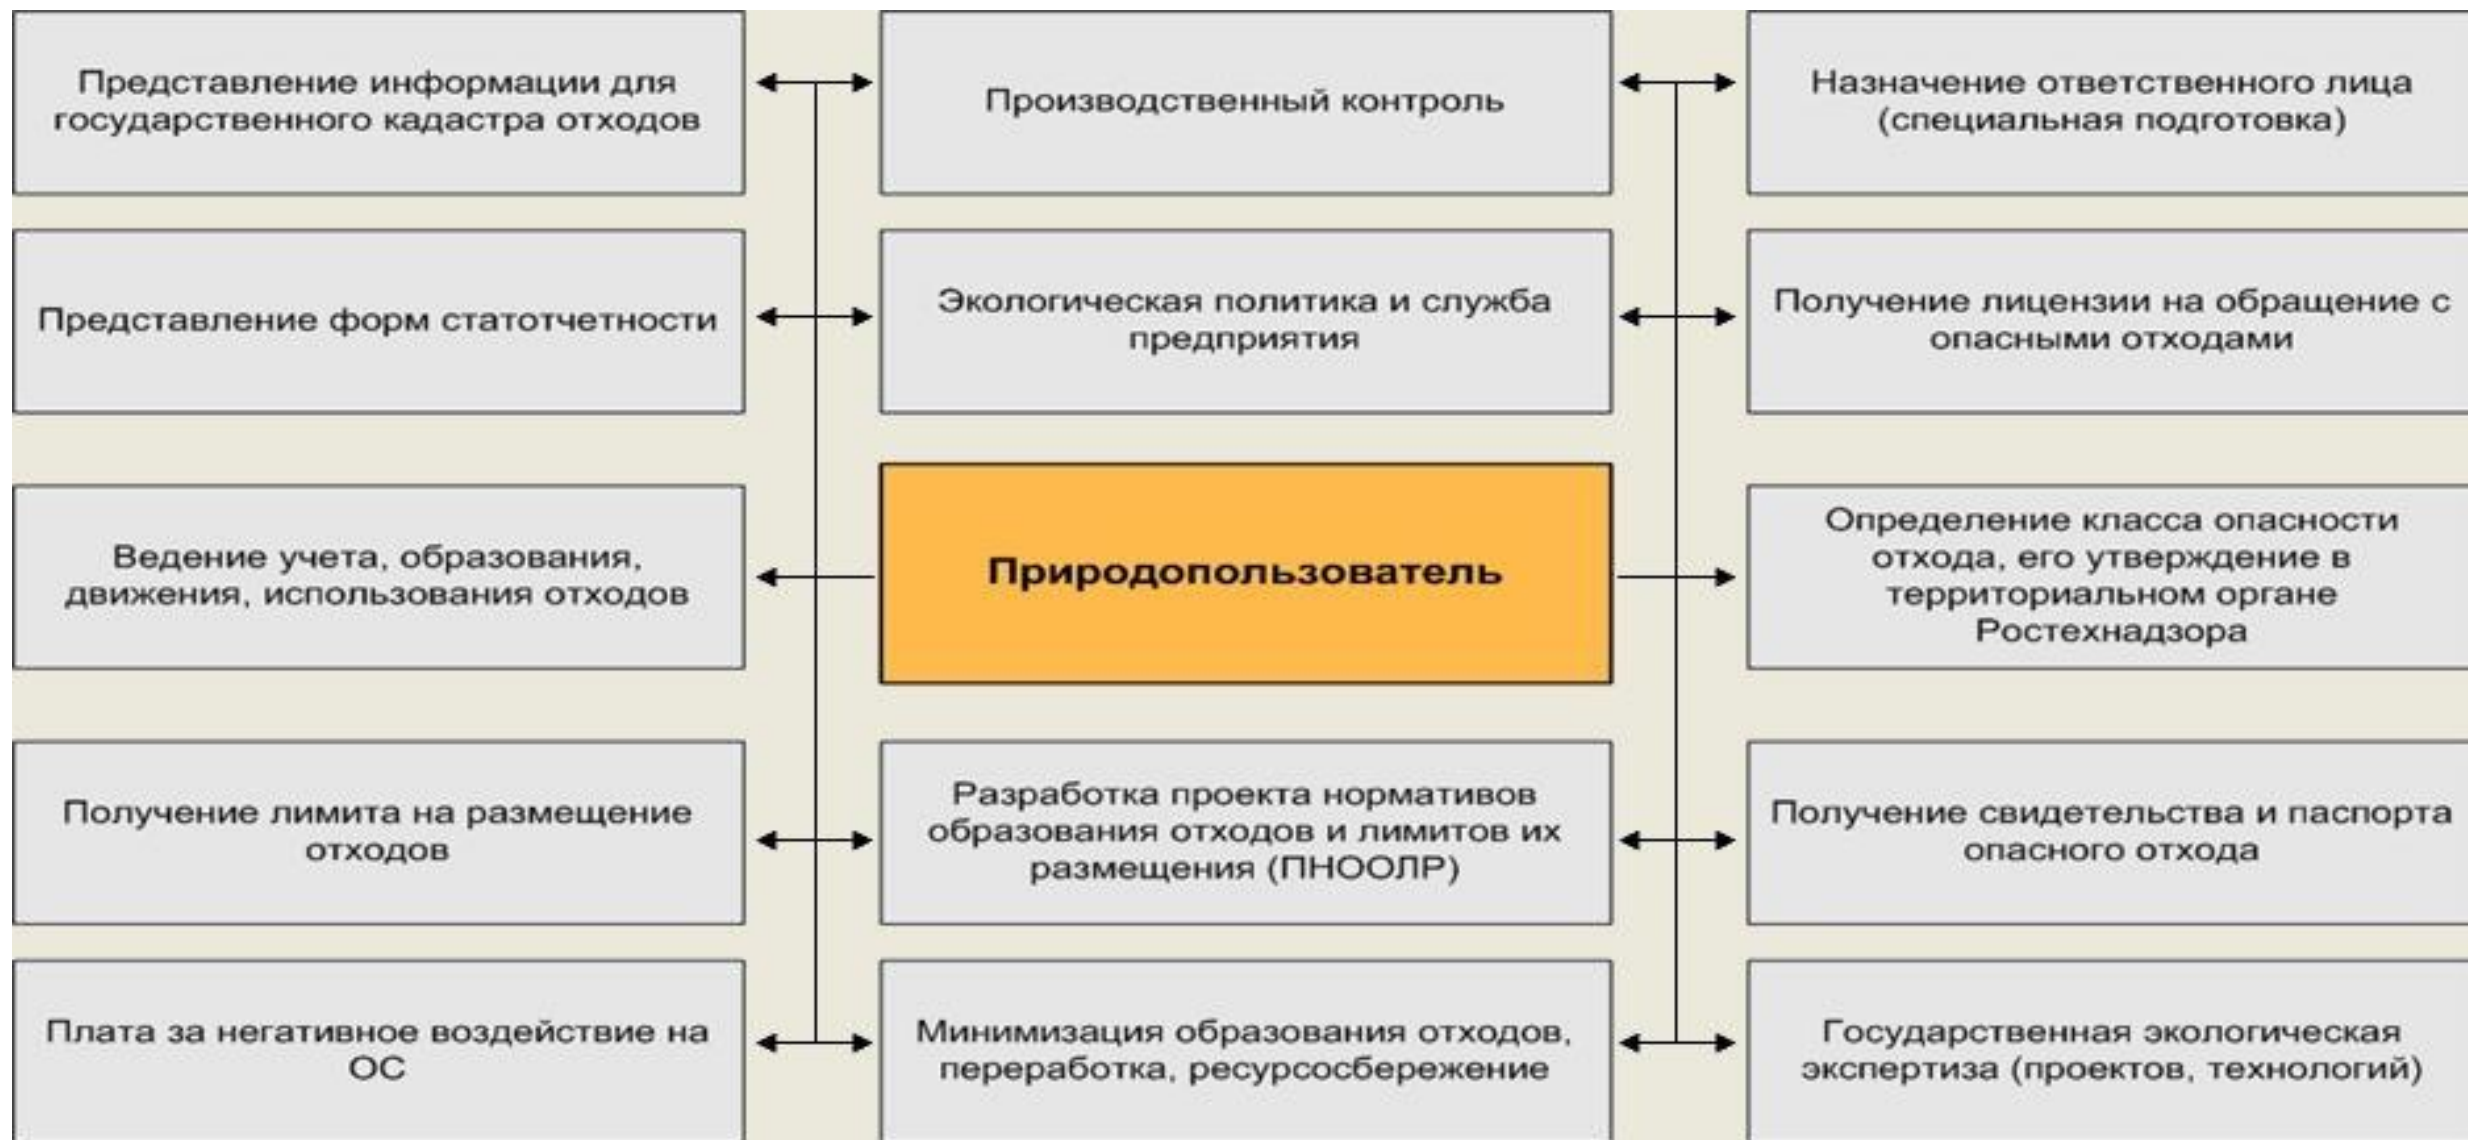 Представление информации для
государственного кадастра отходов
Производственный контроль
Назначение ответственного лица
(специальная подготовка)
Представление форм статотчетности
Экологическая политика и служба
предприятия
Получение лицензии на обращение с
опасными отходами
Ведение учета, образования,
движения, использования отходов
Природопользователь
Определение класса опасности
отхода, его утверждение в
территориальном органе
Ростехнадзора
Получение лимита на размещение
отходов
Разработка проекта нормативов
образования отходов и лимитов их
размещения (ПНООЛР)
Получение свидетельства и паспорта
опасного отхода
Плата за негативное воздействие на
ОС
Минимизация образования отходов,
переработка, ресурсосбережение
Государственная экологическая
экспертиза (проектов, технологий)